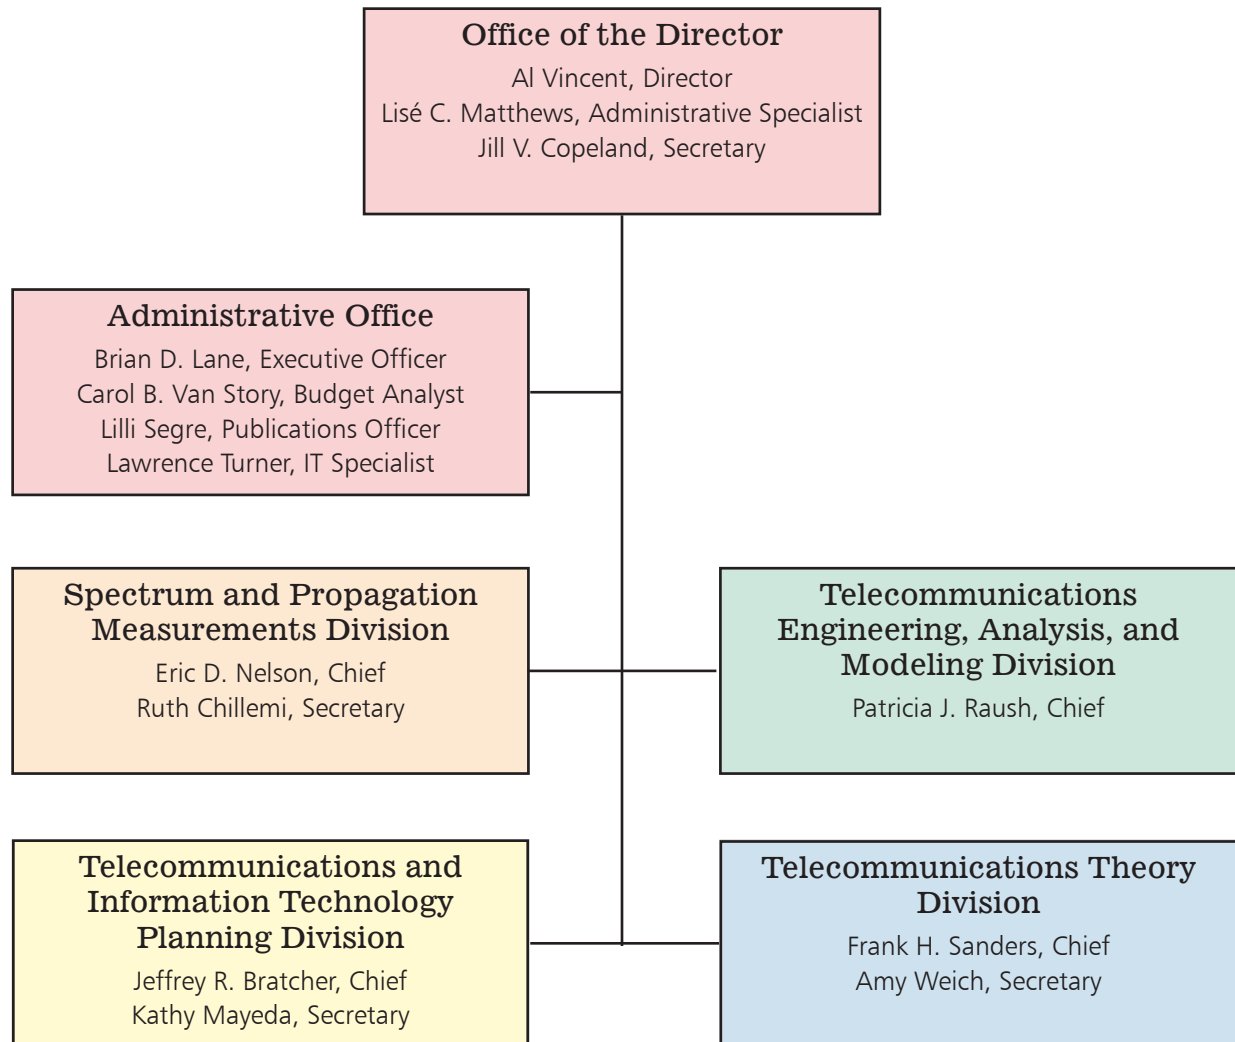 Office of the Director
Al Vincent, Director
Lisé C. Matthews, Administrative Specialist
Jill V. Copeland, Secretary
Administrative Office
Brian D. Lane, Executive Officer
Carol B. Van Story, Budget Analyst
Lilli Segre, Publications Officer
Lawrence Turner, IT Specialist
Spectrum and Propagation
Measurements Division
Eric D. Nelson, Chief
Ruth Chillemi, Secretary
Telecommunications
Engineering, Analysis, and
Modeling Division
Patricia J. Raush, Chief
Telecommunications and
Information Technology
Planning Division
Jeffrey R. Bratcher, Chief
Kathy Mayeda, Secretary
Telecommunications Theory
Division
Frank H. Sanders, Chief
Amy Weich, Secretary